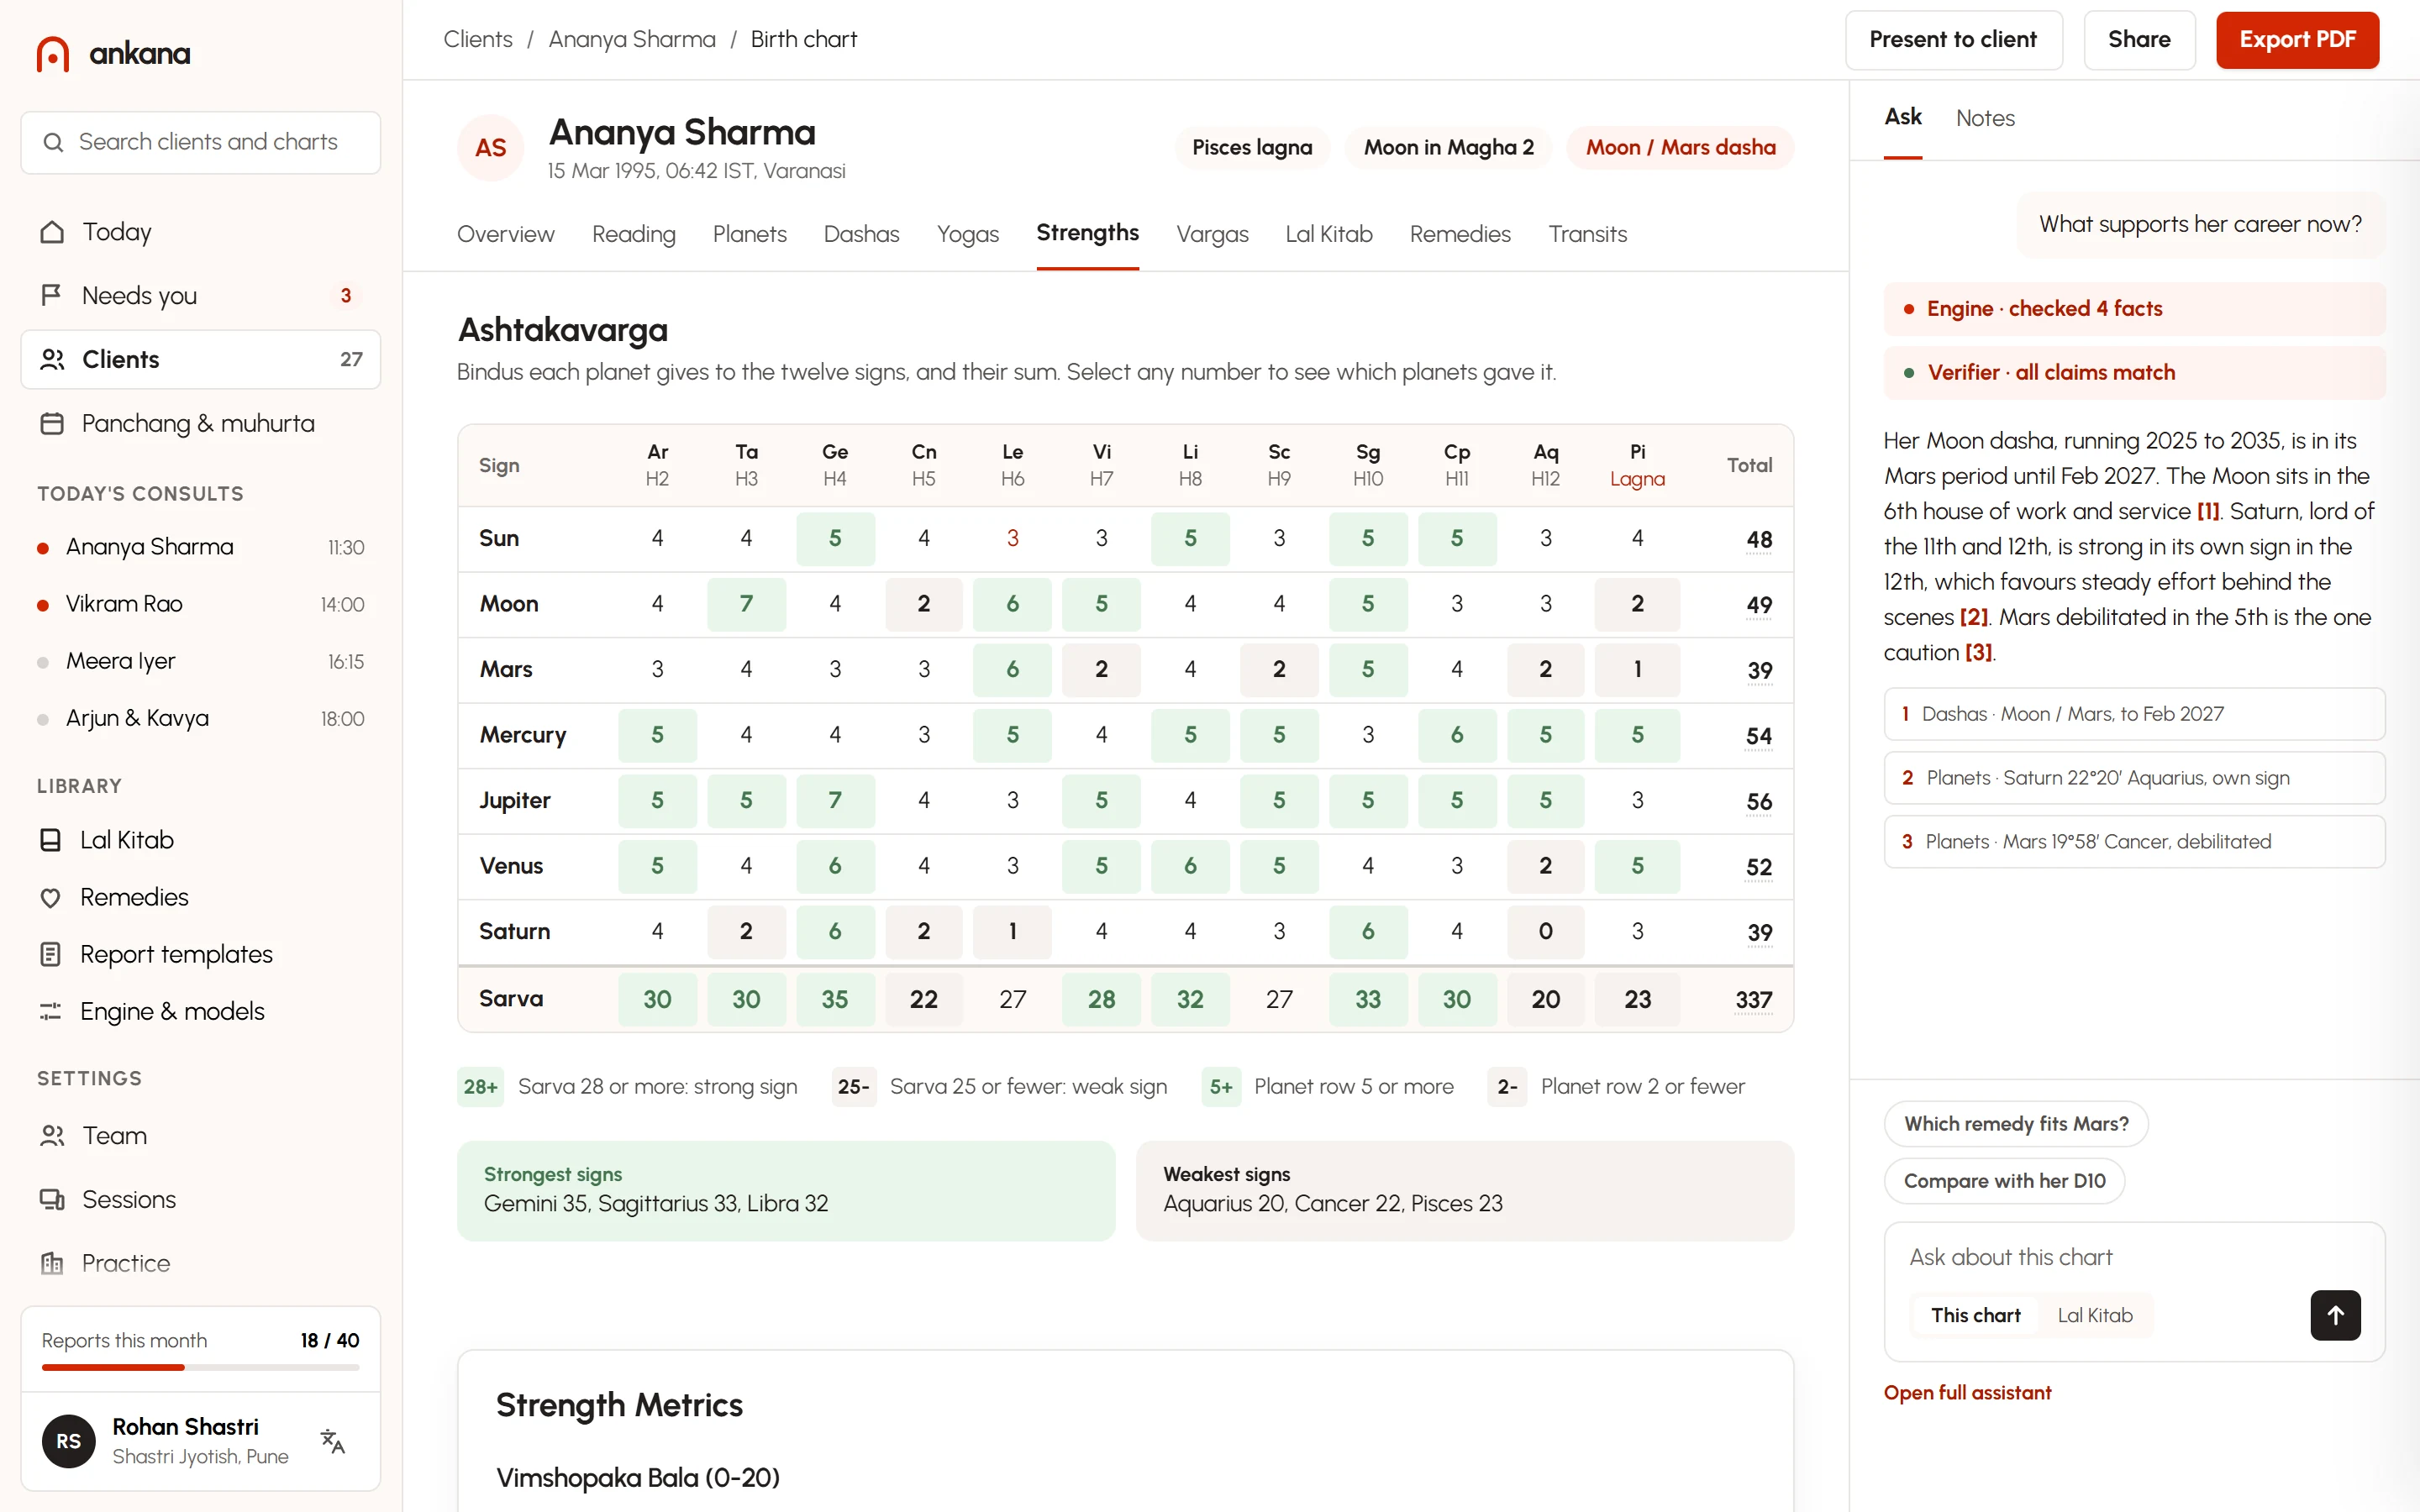 ankana
Search clients and charts
Today
Needs you 3
Clients 27
Panchang & muhurta
TODAY'S CONSULTS
Ananya Sharma 11:30
Vikram Rao 14:00
Meera Iyer 16:15
Arjun & Kavya 18:00
LIBRARY
Lal Kitab
Remedies
Report templates
Engine & models
SETTINGS
Team
Sessions
Practice
Reports this month 18 / 40
RS Rohan Shastri
Shastri Jyotish, Pune
Clients / Ananya Sharma / Birth chart
Present to client Share Export PDF
AS Ananya Sharma
15 Mar 1995, 06:42 IST, Varanasi
Pisces lagna Moon in Magha 2 Moon / Mars dasha
Overview Reading Planets Dashas Yogas Strengths Vargas Lal Kitab Remedies Transits
Ashtakavarga
Bindus each planet gives to the twelve signs, and their sum. Select any number to see which planets gave it.
Sign Ar Ta Ge Cn Le Vi Li Sc Sg Cp Aq Pi Total
H2 H3 H4 H5 H6 H7 H8 H9 H10 H11 H12 Lagna
Sun 4 4 5 4 3 3 5 3 5 5 3 4 48
Moon 4 7 4 2 6 5 4 4 5 3 3 2 49
Mars 3 4 3 3 6 2 4 2 5 4 2 1 39
Mercury 5 4 4 3 5 4 5 5 3 6 5 5 54
Jupiter 5 5 7 4 3 5 4 5 5 5 5 3 56
Venus 5 4 6 4 3 5 6 5 4 3 2 5 52
Saturn 4 2 6 2 1 4 4 3 6 4 0 3 39
Sarva 30 30 35 22 27 28 32 27 33 30 20 23 337
28+ Sarva 28 or more: strong sign 25- Sarva 25 or fewer: weak sign 5+ Planet row 5 or more 2- Planet row 2 or fewer
Strongest signs
Gemini 35, Sagittarius 33, Libra 32
Weakest signs
Aquarius 20, Cancer 22, Pisces 23
Strength Metrics
Vimshopaka Bala (0-20)
Ask Notes
What supports her career now?
Engine · checked 4 facts
Verifier · all claims match
Her Moon dasha, running 2025 to 2035, is in its
Mars period until Feb 2027. The Moon sits in the
6th house of work and service [1]. Saturn, lord of
the 11th and 12th, is strong in its own sign in the
12th, which favours steady effort behind the
scenes [2]. Mars debilitated in the 5th is the one
caution [3].
1 Dashas · Moon / Mars, to Feb 2027
2 Planets · Saturn 22°20′ Aquarius, own sign
3 Planets · Mars 19°58′ Cancer, debilitated
Which remedy fits Mars?
Compare with her D10
Ask about this chart
This chart Lal Kitab
Open full assistant